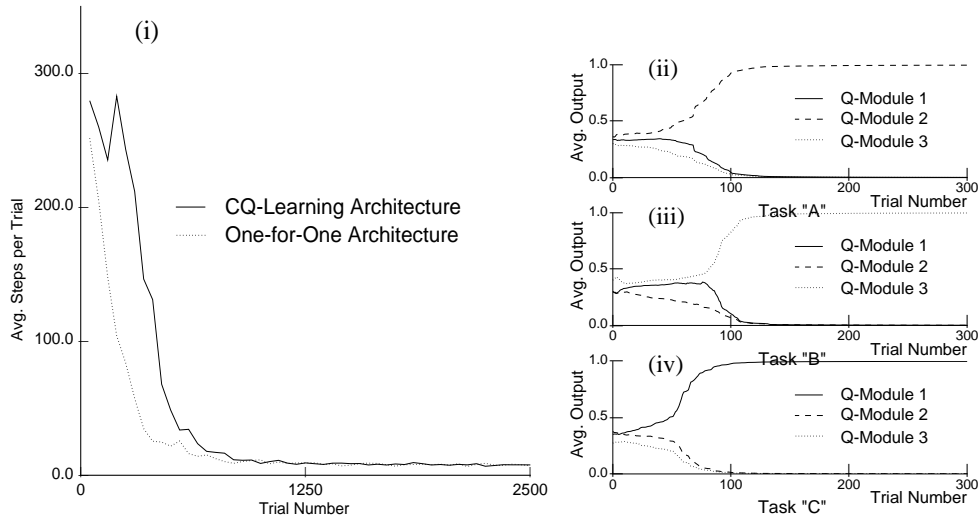 (i)
300.0
200.0
100.0
0.0
Avg. Steps per Trial
CQ-Learning Architecture
One-for-One Architecture
0
1250
2500
Trial Number
(ii)
1.0
0.5
0.0
Avg. Output
Q-Module 1
Q-Module 2
Q-Module 3
0
100
200
300
Task "A"
Trial Number
(iii)
1.0
0.5
0.0
Avg. Output
Q-Module 1
Q-Module 2
Q-Module 3
0
100
200
300
Task "B"
Trial Number
(iv)
1.0
0.5
0.0
Avg. Output
Q-Module 1
Q-Module 2
Q-Module 3
0
100
200
300
Task "C"
Trial Number